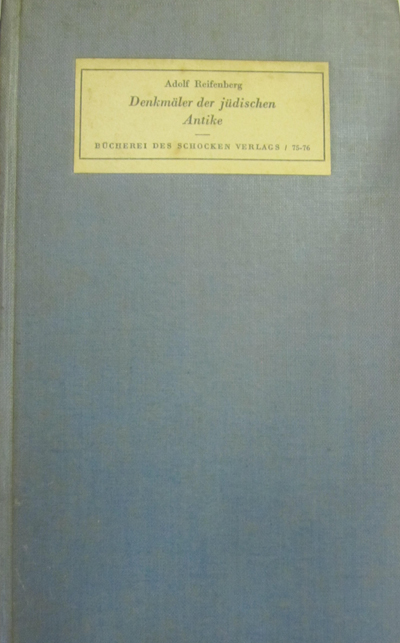 Adolf Reifenberg
Denkmäler der jüdischen
Antike
BÜCHEREI DES SCHOCKEN VERLAGS / 75-76